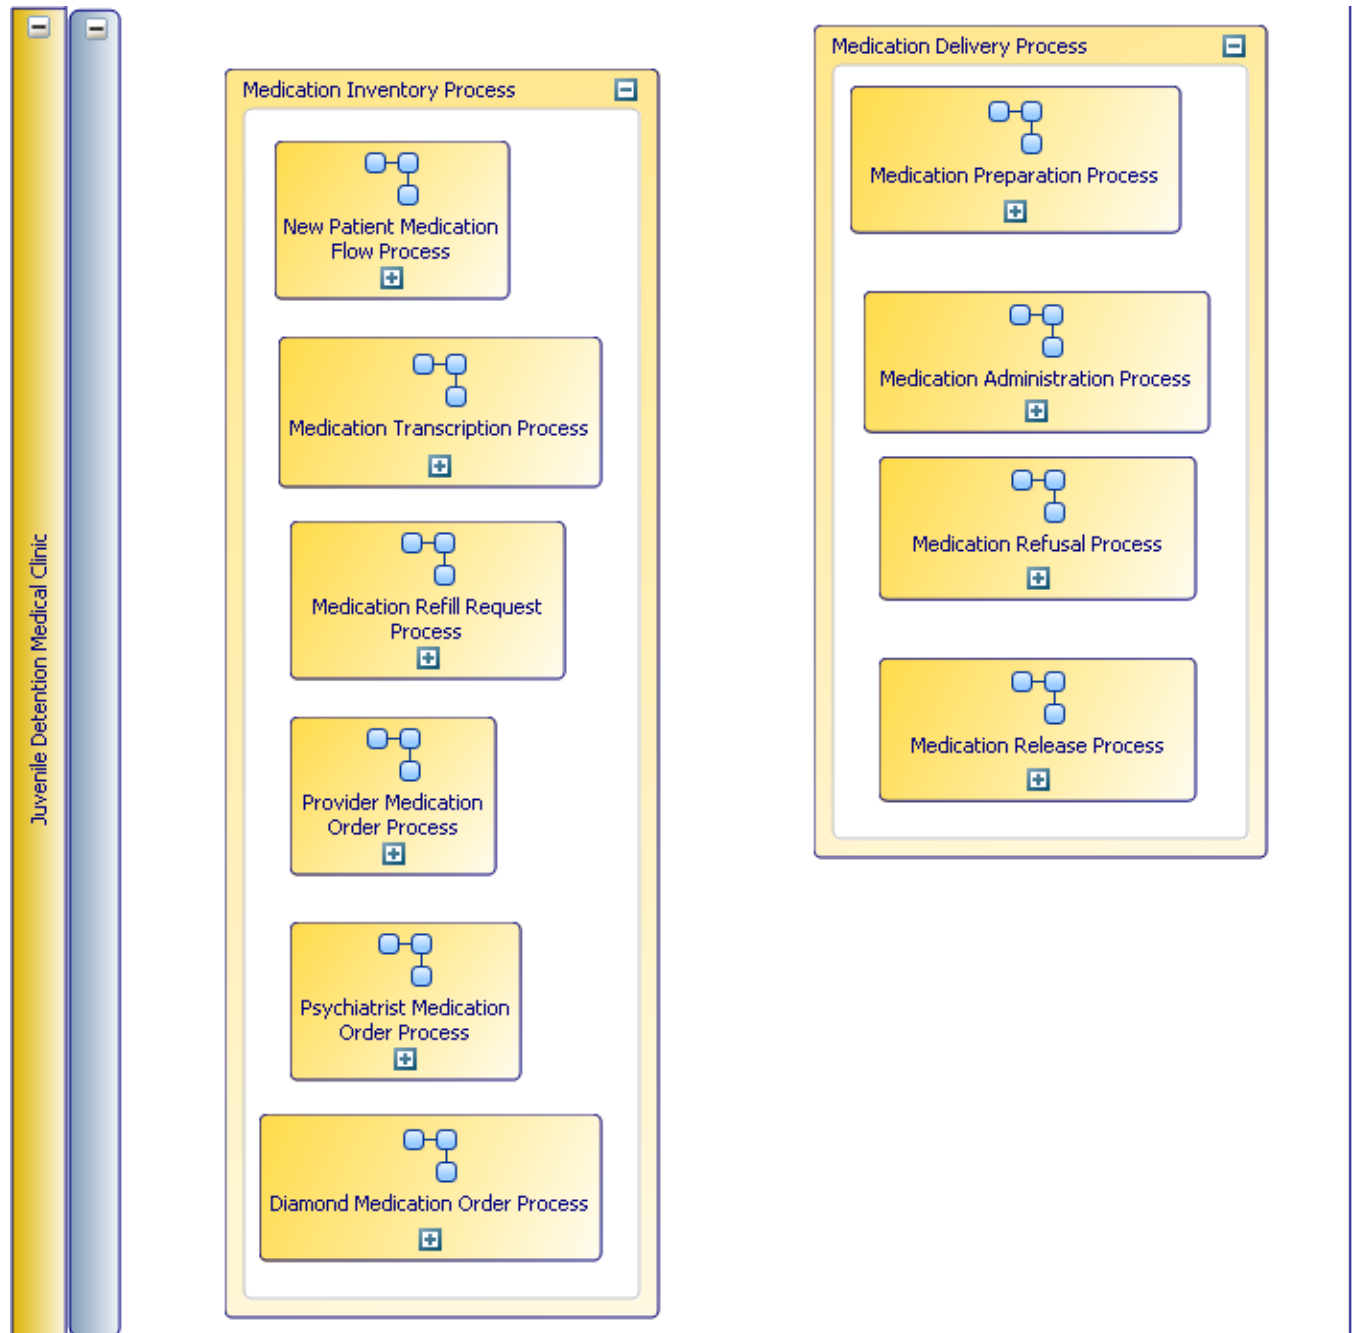 Juvenile Detention Medical Clinic
Medication Inventory Process
New Patient Medication
Flow Process
Medication Transcription Process
Medication Refill Request
Process
Provider Medication
Order Process
Psychiatrist Medication
Order Process
Diamond Medication Order Process
Medication Delivery Process
Medication Preparation Process
Medication Administration Process
Medication Refusal Process
Medication Release Process